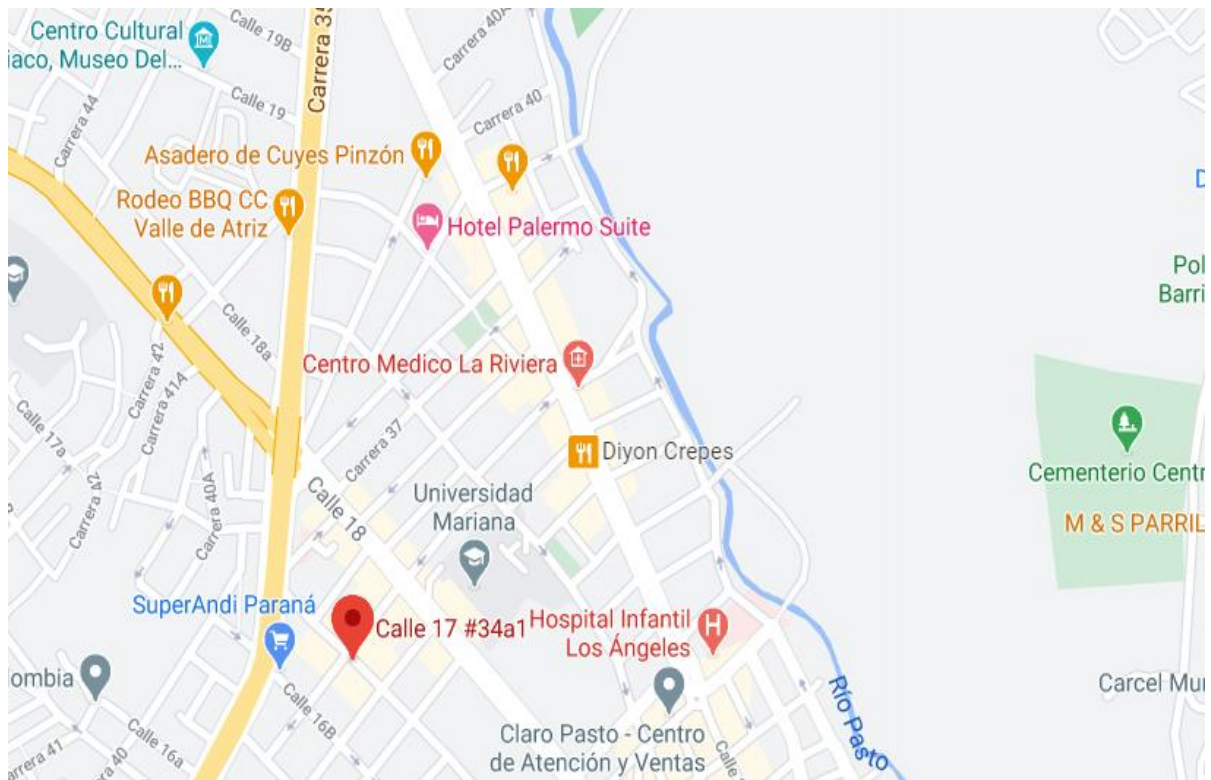 Centro Cultural
iaco, Museo Del...
Calle 19B
Carrera 35
Carrera 40A
Carrera 44
Calle 19
Carrera 40
Asadero de Cuyes Pinzón
Rodeo BBQ CC
Valle de Atriz
Hotel Palermo Suite
D
Pol
Barri
Calle 18a
Centro Medico La Riviera
Carrera 42
Carrera 41A
Calle 17a
Carrera 37
Diyon Crepes
Cementerio Centr
Carrera 42
Carrera 40A
Calle 18
Universidad
Mariana
M & S PARRIL
SuperAndi Paraná
Calle 17 #34a1
Hospital Infantil
Los Ángeles
ombia
Calle 16B
Carcel Mur
Río Pasto
Claro Pasto - Centro
de Atención y Ventas
Calle 16a
arrera 41
Carrera 40
Calle